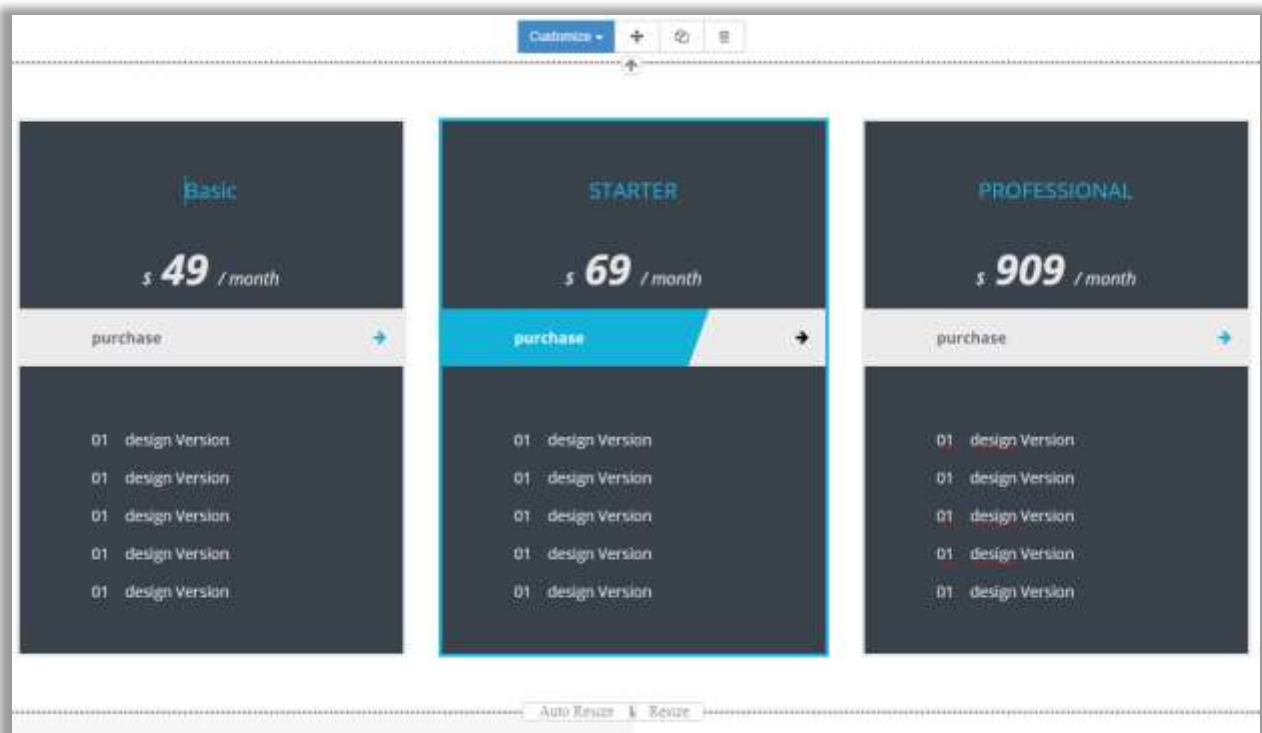 Customize
Basic
$ 49 / month
purchase
01 design Version
01 design Version
01 design Version
01 design Version
01 design Version
STARTER
$ 69 / month
purchase
01 design Version
01 design Version
01 design Version
01 design Version
01 design Version
PROFESSIONAL
$ 909 / month
purchase
01 design Version
01 design Version
01 design Version
01 design Version
01 design Version
Auto Resize Resize